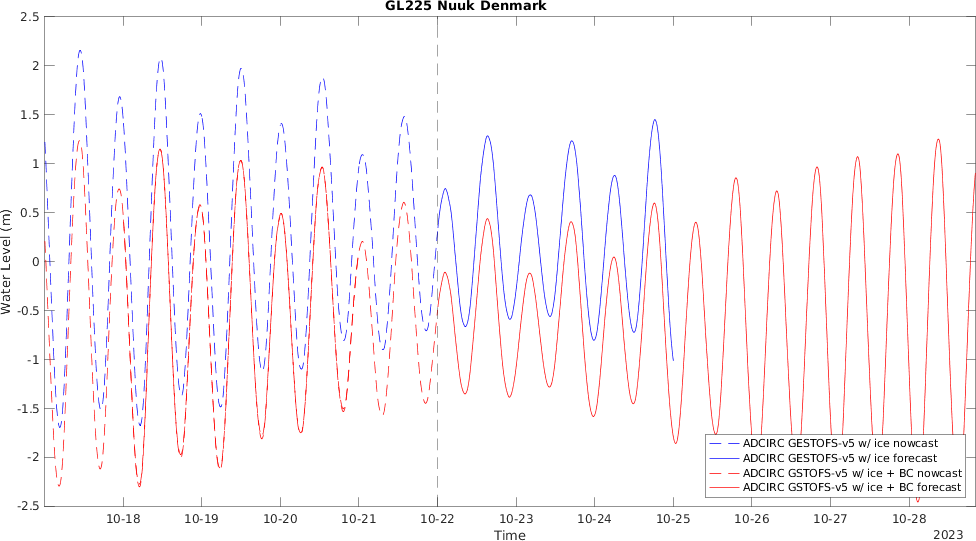 GL225 Nuuk Denmark
2.5
2
1.5
1
0.5
0
-0.5
-1
-1.5
-2
-2.5
Water Level (m)
ADCIRC GESTOFS-v5 w/ ice nowcast
ADCIRC GESTOFS-v5 w/ ice forecast
ADCIRC GSTOFS-v5 w/ ice + BC nowcast
ADCIRC GSTOFS-v5 w/ ice + BC forecast
10-18 10-19 10-20 10-21 10-22 10-23 10-24 10-25 10-26 10-27 10-28
Time
2023